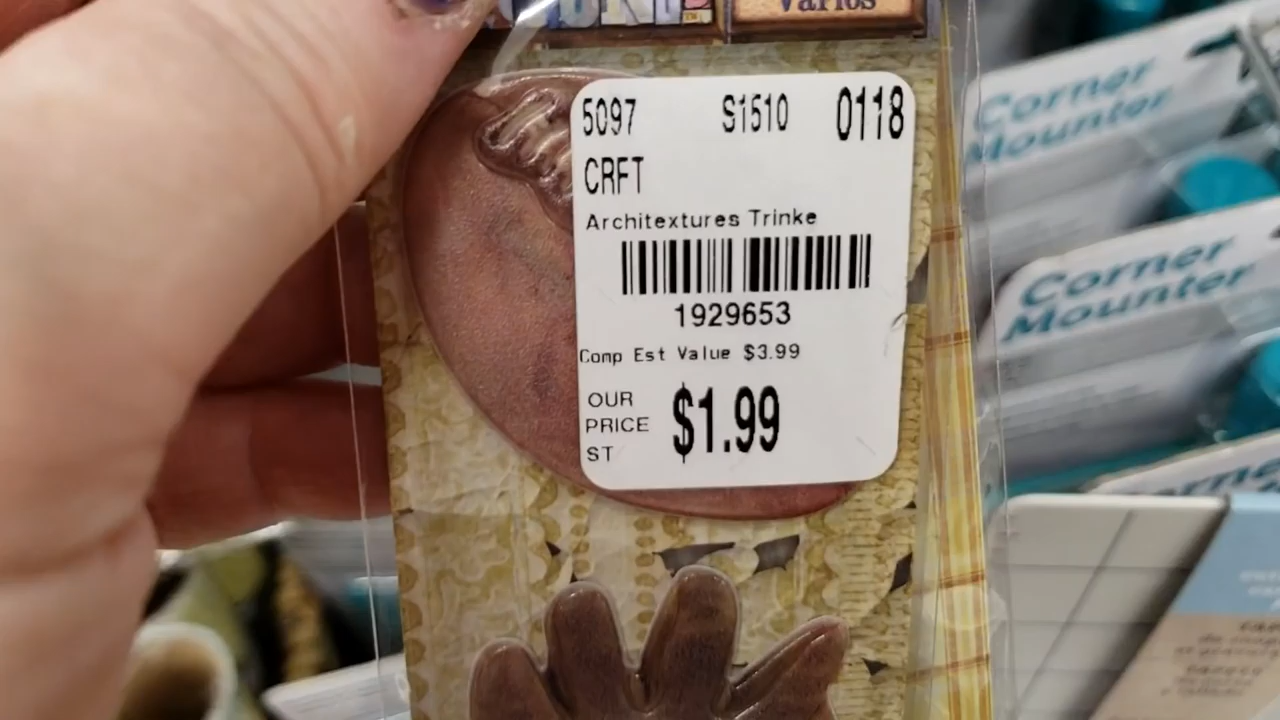 Varios
5097 S1510 0118
CRFT
Architextures Trinke
1929653
Comp Est Value $3.99
OUR
PRICE
ST
$1.99
Corner
Mounter
Corner
Mounter